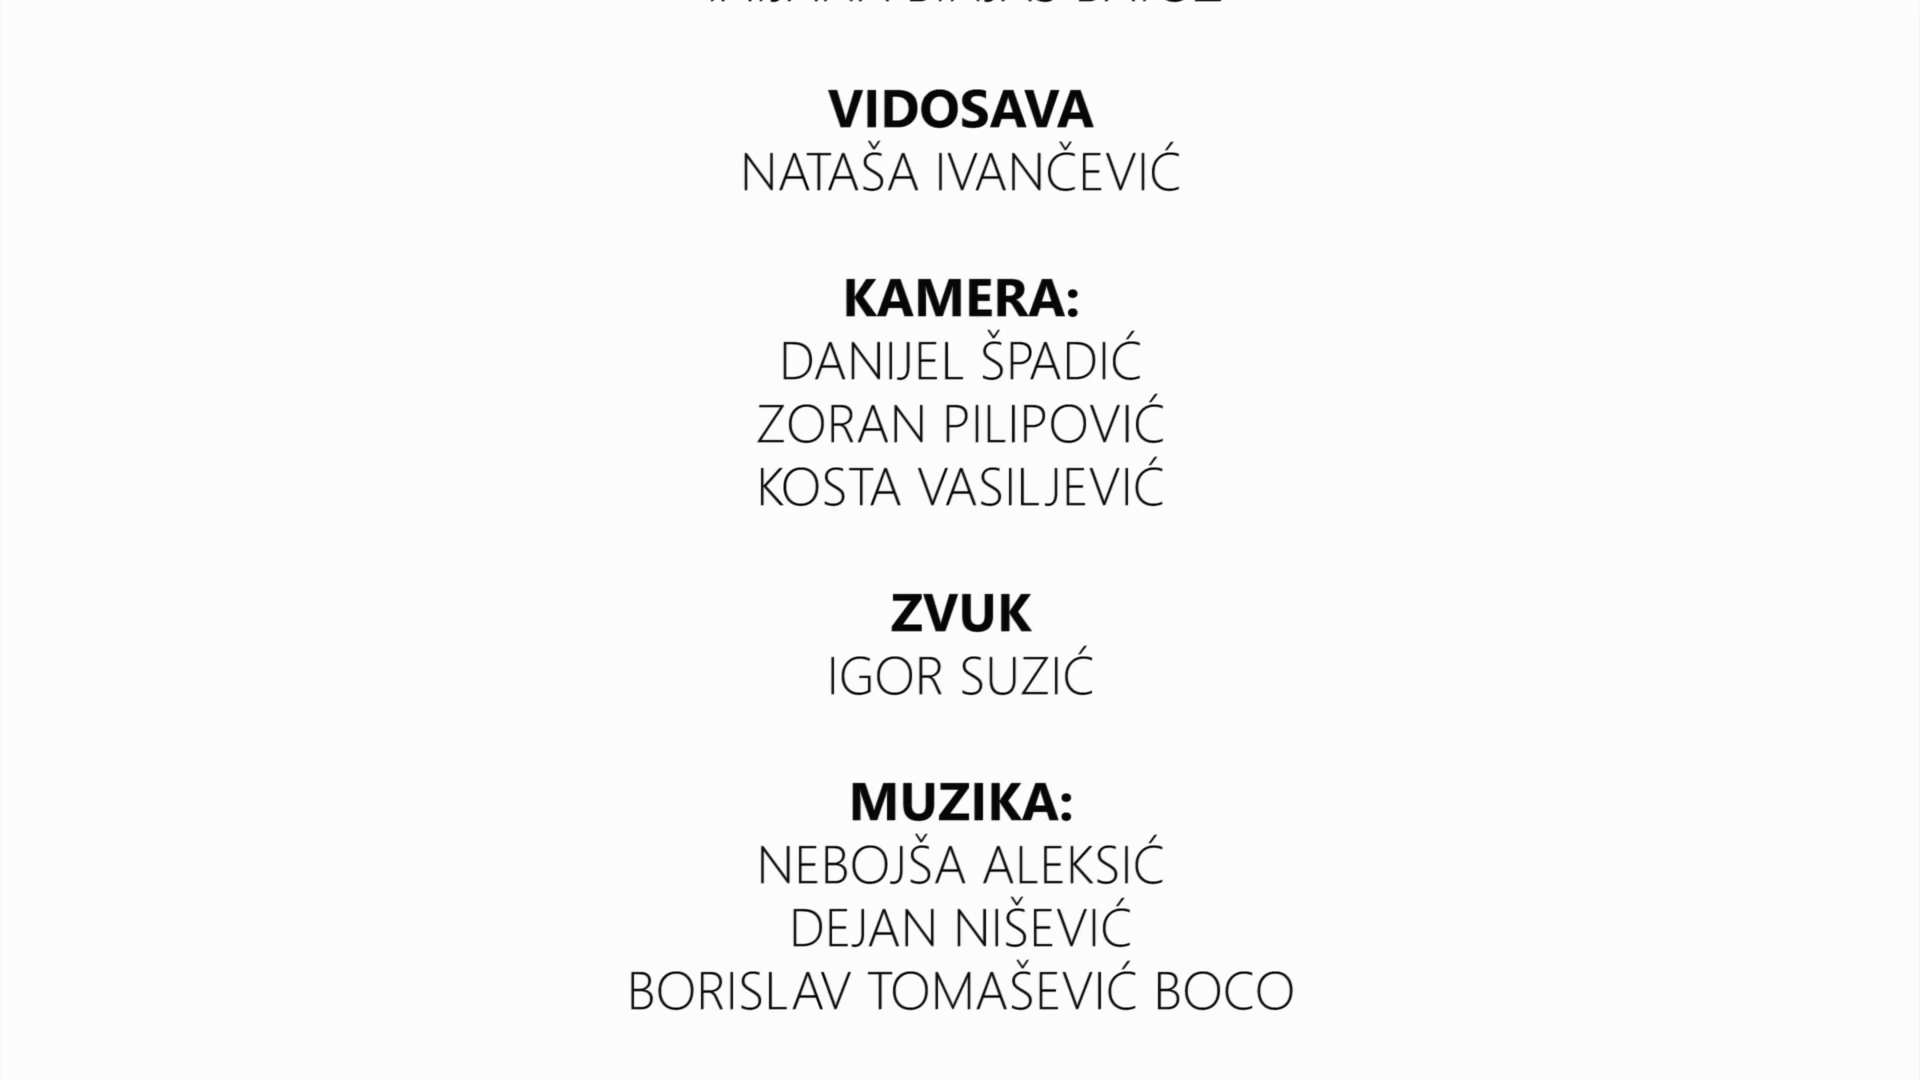 VIDOSAVA
NATAŠA IVANČEVIĆ
KAMERA:
DANIJEL ŠPADIĆ
ZORAN PILIPOVIĆ
KOSTA VASILJEVIĆ
ZVUK
IGOR SUZIĆ
MUZIKA:
NEBOJŠA ALEKSIĆ
DEJAN NIŠEVIĆ
BORISLAV TOMAŠEVIĆ BOCO